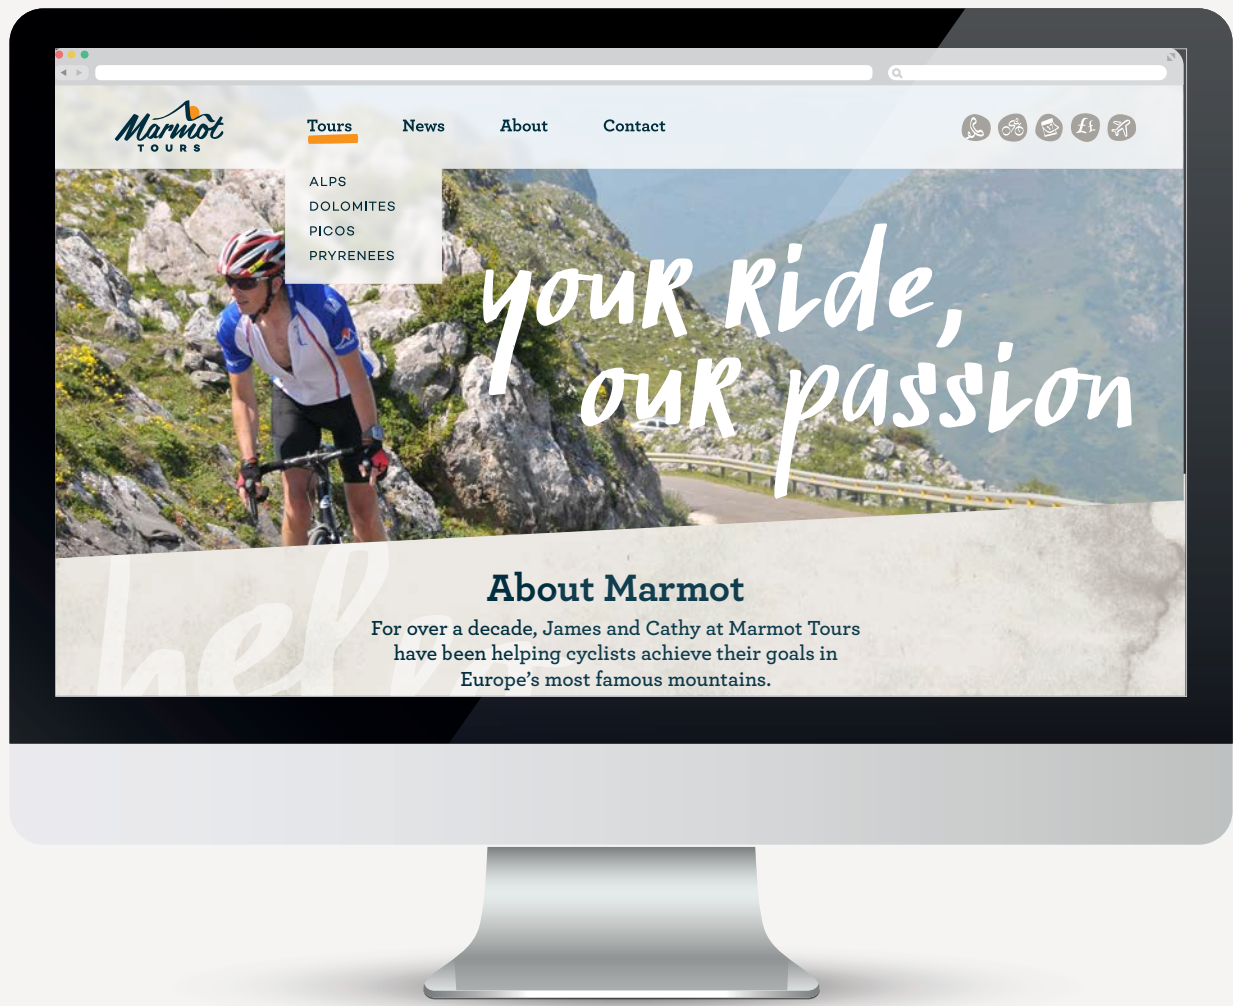 Marmot
TOURS
Tours News About Contact
££
ALPS
DOLOMITES
PICOS
PRYRENEES
your ride,
our passion
help
About Marmot
For over a decade, James and Cathy at Marmot Tours
have been helping cyclists achieve their goals in
Europe’s most famous mountains.